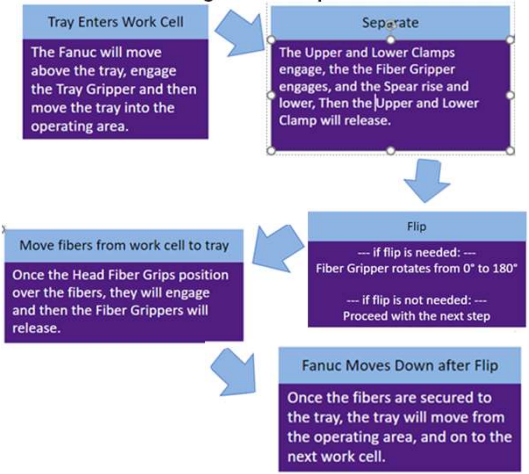 Tray Enters Work Cell
The Fanuc will move
above the tray, engage
the Tray Gripper and then
move the tray into the
operating area.
Separate
The Upper and Lower Clamps
engage, the the Fiber Gripper
engages, and the Spear rise and
lower, Then the Upper and Lower
Clamp will release.
Flip
--- if flip is needed: ---
Fiber Gripper rotates from 0° to 180°
--- if flip is not needed: ---
Proceed with the next step
Move fibers from work cell to tray
Once the Head Fiber Grips position
over the fibers, they will engage
and then the Fiber Grippers will
release.
Fanuc Moves Down after Flip
Once the fibers are secured to
the tray, the tray will move from
the operating area, and on to the
next work cell.